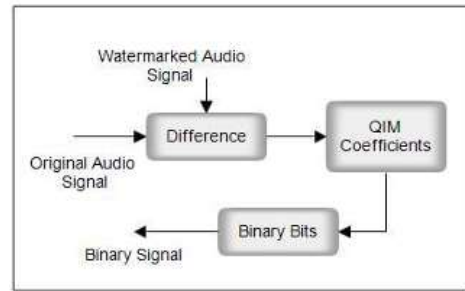 Watermarked Audio
Signal
Difference
QIM
Coefficients
Original Audio
Signal
Binary Bits
Binary Signal